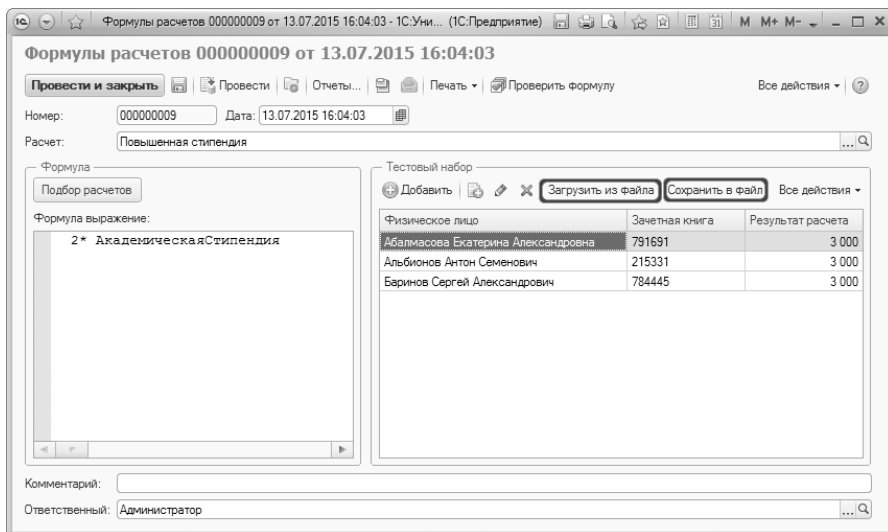 Формулы расчетов 000000009 от 13.07.2015 16:04:03 - 1С:Уни... (1С:Предприятие) M M+ M-
Формулы расчетов 000000009 от 13.07.2015 16:04:03
Провести и закрыть Провести Отчеты... Печать Проверить формулу Все действия
Номер: 000000009 Дата: 13.07.2015 16:04:03
Расчет: Повышенная стипендия ...
Формула
Подбор расчетов
Формула выражение:
2* АкадемическаяСтипендия
Тестовый набор
Добавить Загрузить из файла Сохранить в файл Все действия
Физическое лицо Зачетная книга Результат расчета
Абалмасова Екатерина Александровна 791691 3 000
Альбионов Антон Семенович 215331 3 000
Баринов Сергей Александрович 784445 3 000
Комментарий:
Ответственный: Администратор ...